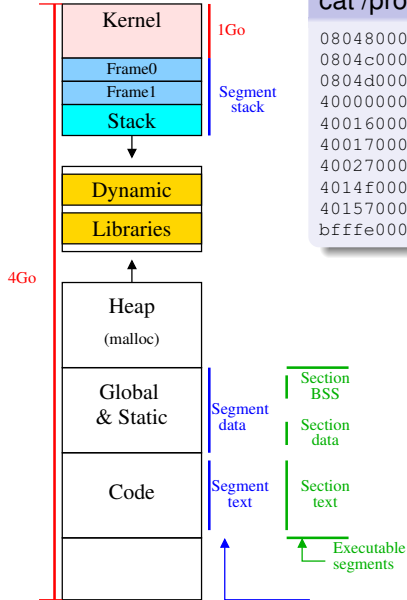 Kernel
1Go
Frame0
Frame1
Segment
stack
Stack
Dynamic
Libraries
4Go
Heap
(malloc)
Global
& Static
Segment
data
Section
BSS
Section
data
Code
Segment
text
Section
text
Executable
segments
cat /pro
08048000
0804c000
0804d000
40000000
40016000
40017000
40027000
4014f000
40157000
bfffe000